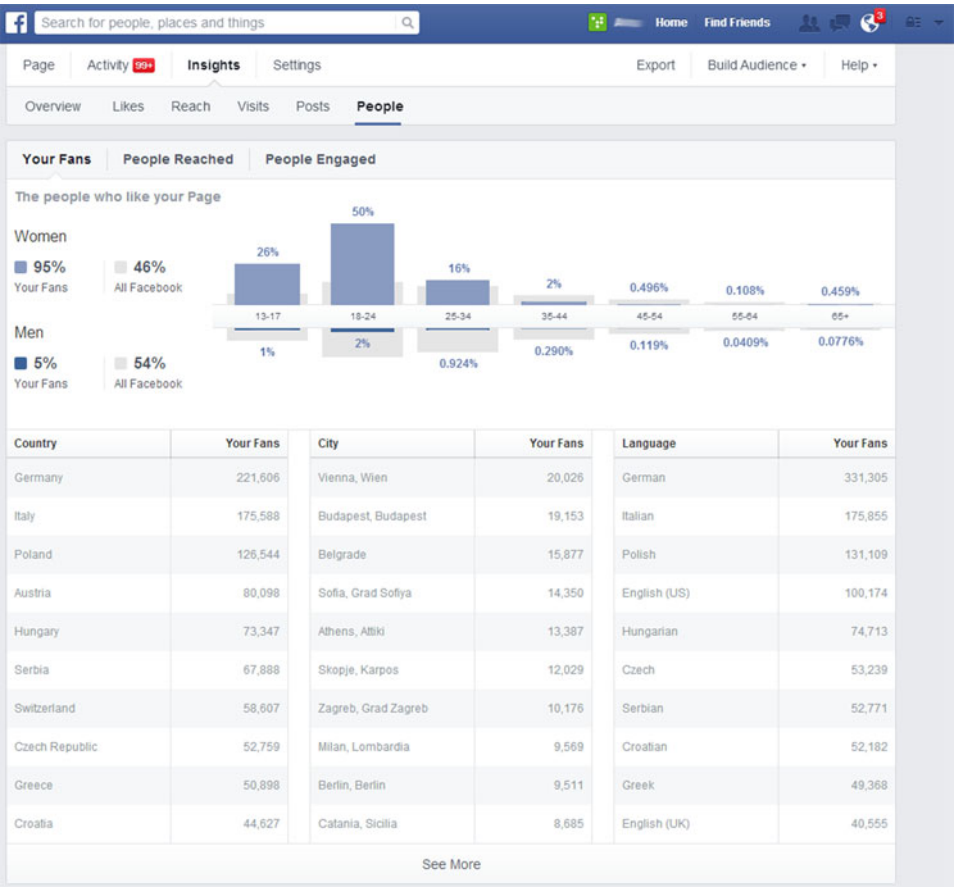 f Search for people, places and things Home Find Friends 3
Page Activity 99+ Insights Settings Export Build Audience Help
Overview Likes Reach Visits Posts People
Your Fans People Reached People Engaged
The people who like your Page
Women
95% 46%
Your Fans All Facebook
26% 50% 16% 2% 0.496% 0.108% 0.459%
13-17 18-24 25-34 35-44 45-54 55-64 65+
Men
5% 54%
Your Fans All Facebook
1% 2% 0.924% 0.290% 0.119% 0.0409% 0.0776%
Country Your Fans City Your Fans Language Your Fans
Germany 221,606 Vienna, Wien 20,026 German 331,305
Italy 175,588 Budapest, Budapest 19,153 Italian 175,855
Poland 126,544 Belgrade 15,877 Polish 131,109
Austria 80,098 Sofia, Grad Sofiya 14,350 English (US) 100,174
Hungary 73,347 Athens, Attiki 13,387 Hungarian 74,713
Serbia 67,888 Skopje, Karpos 12,029 Czech 53,239
Switzerland 58,607 Zagreb, Grad Zagreb 10,176 Serbian 52,771
Czech Republic 52,759 Milan, Lombardia 9,569 Croatian 52,182
Greece 50,898 Berlin, Berlin 9,511 Greek 49,368
Croatia 44,627 Catania, Sicilia 8,685 English (UK) 40,555
See More